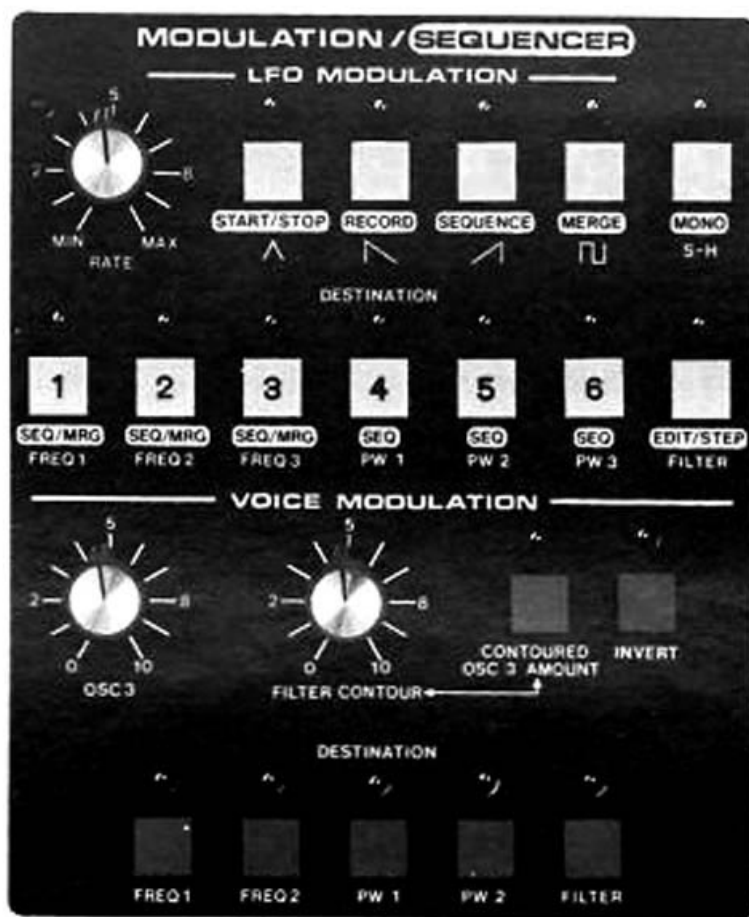 MODULATION/SEQUENCER
LFO MODULATION
5
2 8
MIN MAX
RATE
START/STOP RECORD SEQUENCE MERGE MONO
S-H
DESTINATION
1 2 3 4 5 6
SEQ/MRG SEQ/MRG SEQ/MRG SEQ SEQ SEQ EDIT/STEP
FREQ 1 FREQ 2 FREQ 3 PW 1 PW 2 PW 3 FILTER
VOICE MODULATION
5 5
2 8 2 8
0 10 0 10
OSC 3 FILTER CONTOUR
CONTOURED INVERT
OSC 3 AMOUNT
DESTINATION
FREQ 1 FREQ 2 PW 1 PW 2 FILTER